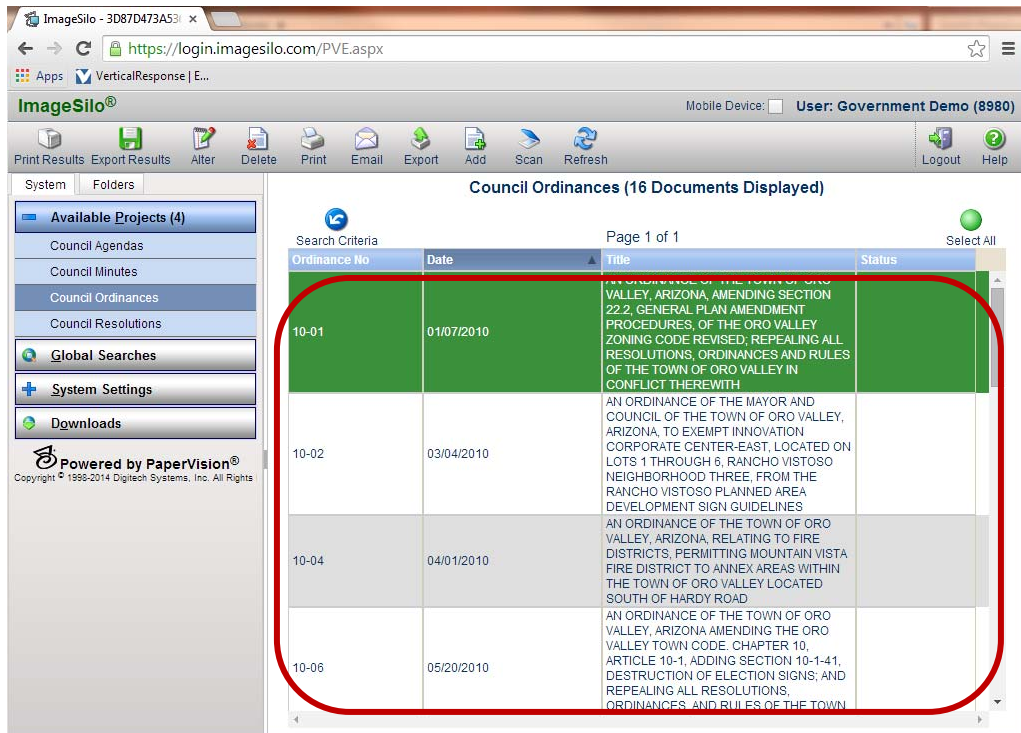 ImageSilo - 3D87D473A53
https://login.imagesilo.com/PVE.aspx
Apps VerticalResponse | E...
ImageSilo® Mobile Device: User: Government Demo (8980)
Print Results Export Results Alter Delete Print Email Export Add Scan Refresh Logout Help
System Folders
Available Projects (4)
Council Agendas
Council Minutes
Council Ordinances
Council Resolutions
Global Searches
System Settings
Downloads
Powered by PaperVision®
Copyright © 1998-2014 Digitech Systems, Inc. All Rights
Council Ordinances (16 Documents Displayed)
Search Criteria Page 1 of 1 Select All
Ordinance No Date Title Status
10-01 01/07/2010
AN ORDINANCE OF THE TOWN OF ORO
VALLEY, ARIZONA, AMENDING SECTION
22.2, GENERAL PLAN AMENDMENT
PROCEDURES, OF THE ORO VALLEY
ZONING CODE REVISED; REPEALING ALL
RESOLUTIONS, ORDINANCES AND RULES
OF THE TOWN OF ORO VALLEY IN
CONFLICT THEREWITH
10-02 03/04/2010
AN ORDINANCE OF THE MAYOR AND
COUNCIL OF THE TOWN OF ORO VALLEY,
ARIZONA, TO EXEMPT INNOVATION
CORPORATE CENTER-EAST, LOCATED ON
LOTS 1 THROUGH 6, RANCHO VISTOSO
NEIGHBORHOOD THREE, FROM THE
RANCHO VISTOSO PLANNED AREA
DEVELOPMENT SIGN GUIDELINES
10-04 04/01/2010
AN ORDINANCE OF THE TOWN OF ORO
VALLEY, ARIZONA, RELATING TO FIRE
DISTRICTS, PERMITTING MOUNTAIN VISTA
FIRE DISTRICT TO ANNEX AREAS WITHIN
THE TOWN OF ORO VALLEY LOCATED
SOUTH OF HARDY ROAD
10-06 05/20/2010
AN ORDINANCE OF THE TOWN OF ORO
VALLEY, ARIZONA AMENDING THE ORO
VALLEY TOWN CODE. CHAPTER 10,
ARTICLE 10-1, ADDING SECTION 10-1-41,
DESTRUCTION OF ELECTION SIGNS; AND
REPEALING ALL RESOLUTIONS,
ORDINANCES, AND RULES OF THE TOWN